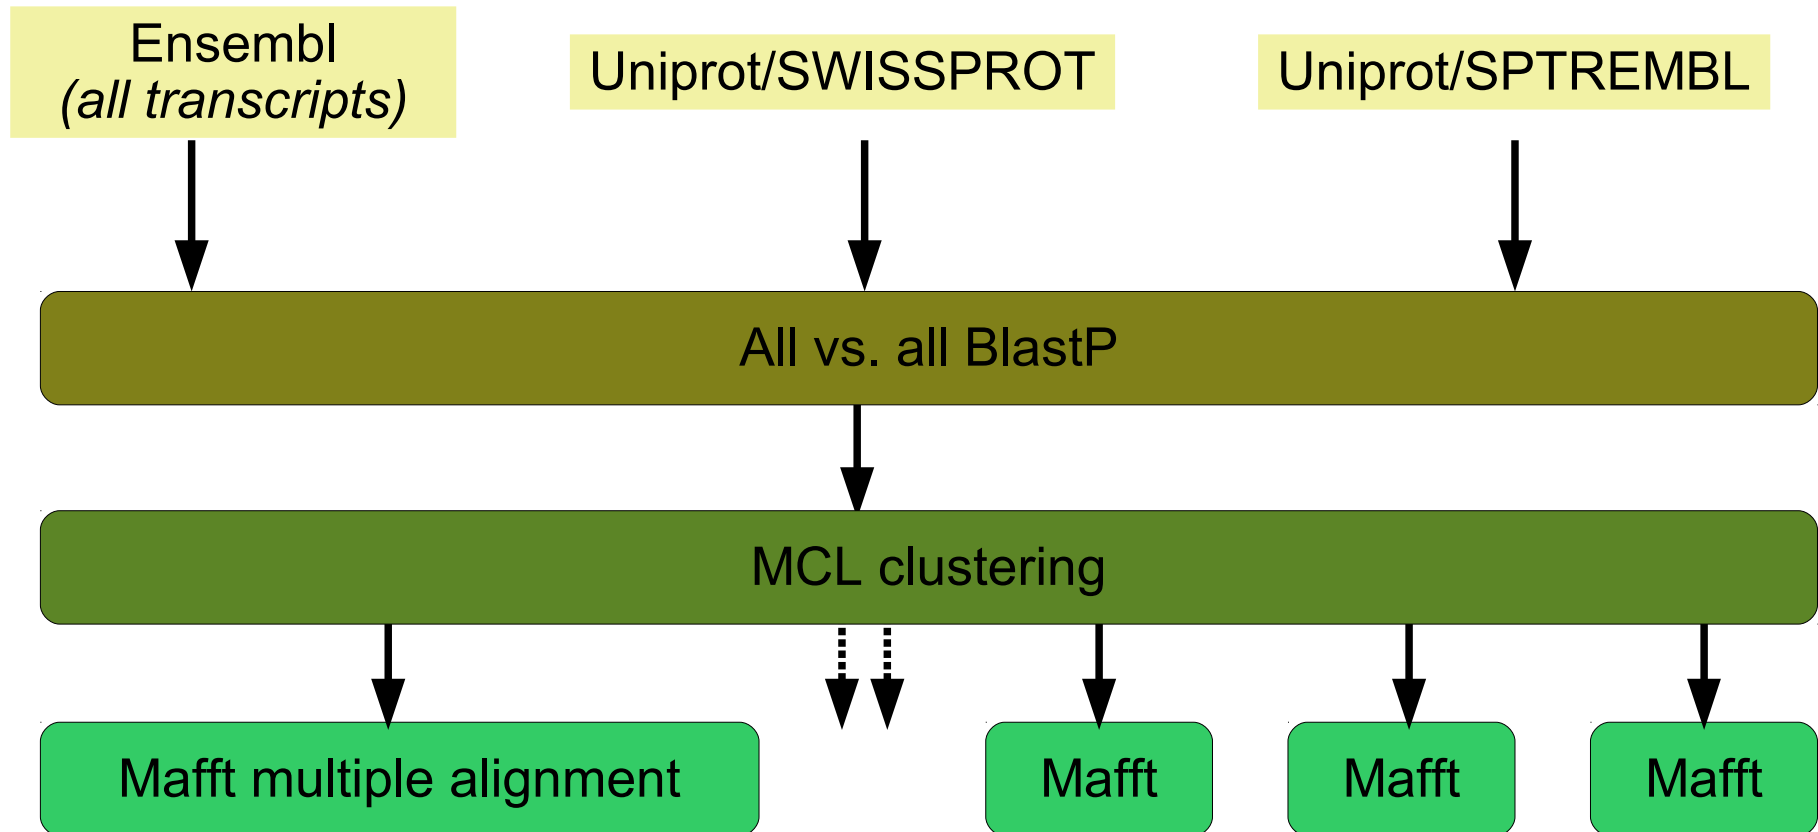 Ensembl
(all transcripts)
Uniprot/SWISSPROT
Uniprot/SPTREMBL
All vs. all BlastP
MCL clustering
Mafft multiple alignment
Mafft
Mafft
Mafft